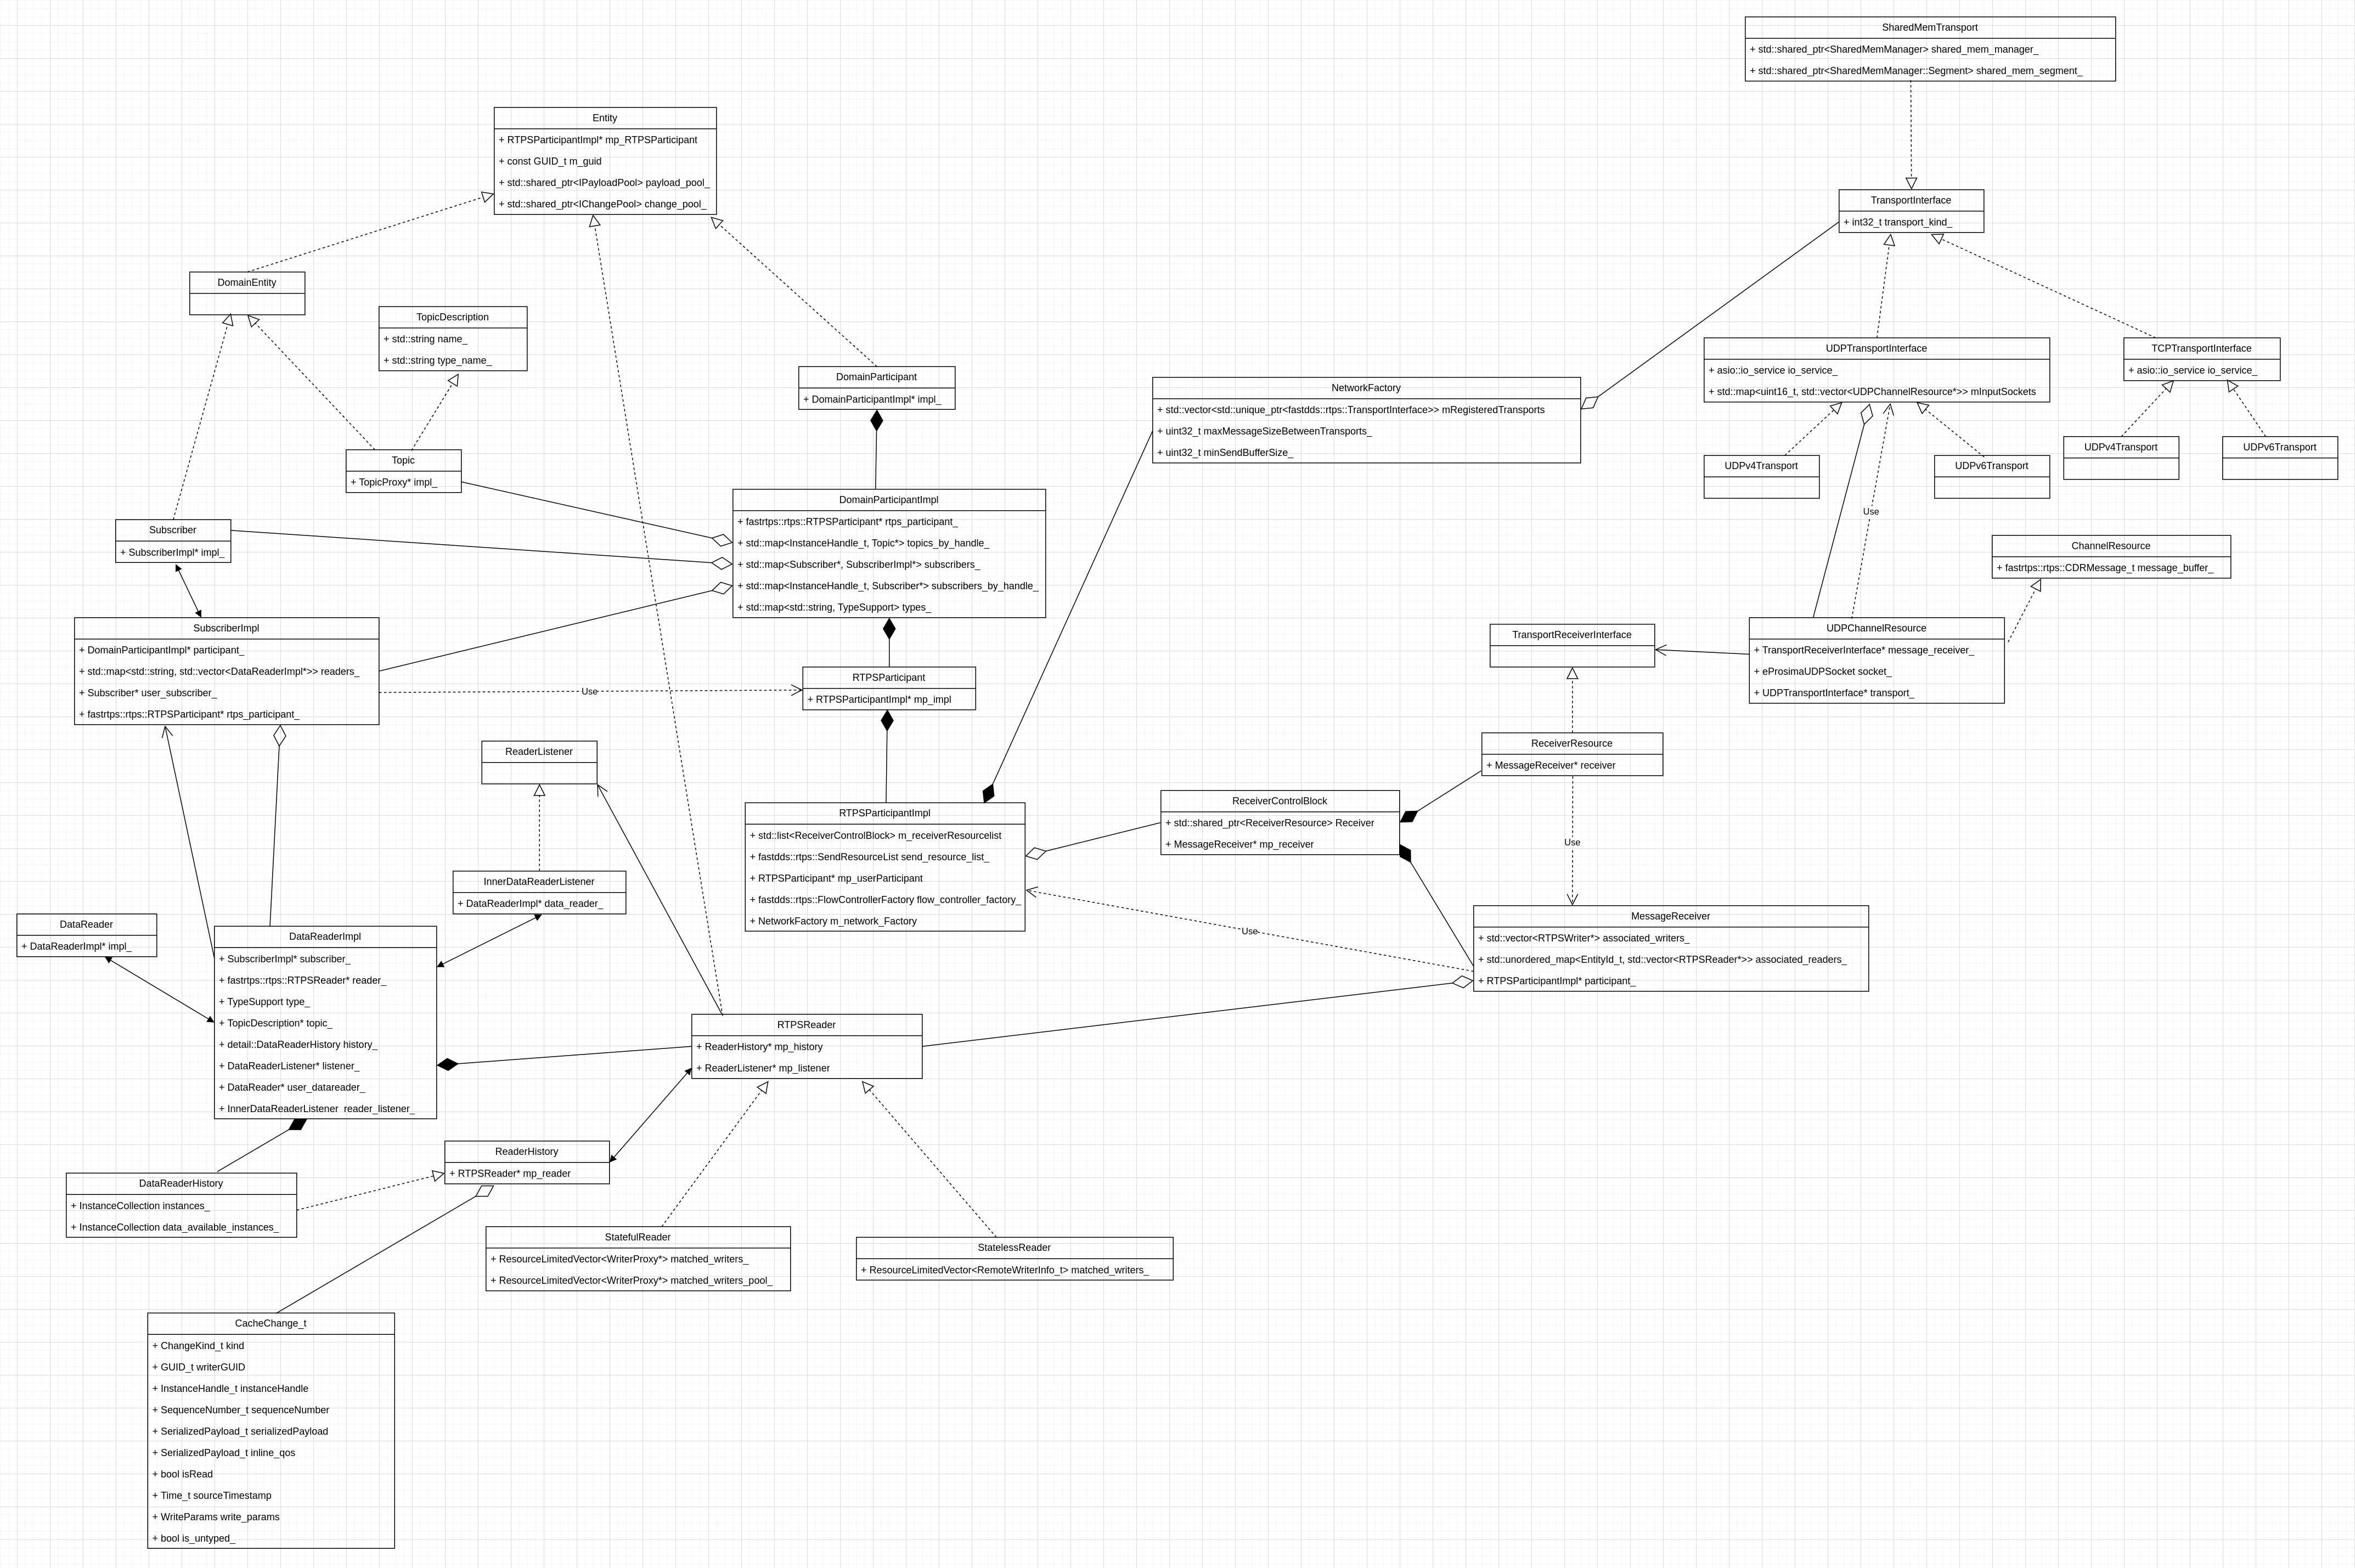 SharedMemTransport
+ std::shared_ptr<SharedMemManager> shared_mem_manager_
+ std::shared_ptr<SharedMemManager::Segment> shared_mem_segment_
Entity
+ RTPSParticipantImpl* mp_RTPSParticipant
+ const GUID_t m_guid
+ std::shared_ptr<IPayloadPool> payload_pool_
+ std::shared_ptr<IChangePool> change_pool_
TransportInterface
+ int32_t transport_kind_
DomainEntity
TopicDescription
+ std::string name_
+ std::string type_name_
DomainParticipant
+ DomainParticipantImpl* impl_
NetworkFactory
+ std::vector<std::unique_ptr<fastdds::rtps::TransportInterface>> mRegisteredTransports
+ uint32_t maxMessageSizeBetweenTransports_
+ uint32_t minSendBufferSize_
UDPTransportInterface
+ asio::io_service io_service_
+ std::map<uint16_t, std::vector<UDPChannelResource*>> mInputSockets
TCPTransportInterface
+ asio::io_service io_service_
UDPv4Transport
UDPv6Transport
UDPv4Transport
UDPv6Transport
Topic
+ TopicProxy* impl_
DomainParticipantImpl
+ fastrtps::rtps::RTPSParticipant* rtps_participant_
+ std::map<InstanceHandle_t, Topic*> topics_by_handle_
+ std::map<Subscriber*, SubscriberImpl*> subscribers_
+ std::map<InstanceHandle_t, Subscriber*> subscribers_by_handle_
+ std::map<std::string, TypeSupport> types_
Use
Subscriber
+ SubscriberImpl* impl_
ChannelResource
+ fastrtps::rtps::CDRMessage_t message_buffer_
SubscriberImpl
+ DomainParticipantImpl* participant_
+ std::map<std::string, std::vector<DataReaderImpl*>> readers_
+ Subscriber* user_subscriber_
+ fastrtps::rtps::RTPSParticipant* rtps_participant_
Use
RTPSParticipant
+ RTPSParticipantImpl* mp_impl
TransportReceiverInterface
UDPChannelResource
+ TransportReceiverInterface* message_receiver_
+ eProsimaUDPSocket socket_
+ UDPTransportInterface* transport_
ReaderListener
ReceiverResource
+ MessageReceiver* receiver
RTPSParticipantImpl
+ std::list<ReceiverControlBlock> m_receiverResourcelist
+ fastdds::rtps::SendResourceList send_resource_list_
+ RTPSParticipant* mp_userParticipant
+ fastdds::rtps::FlowControllerFactory flow_controller_factory_
+ NetworkFactory m_network_Factory
ReceiverControlBlock
+ std::shared_ptr<ReceiverResource> Receiver
+ MessageReceiver* mp_receiver
Use
InnerDataReaderListener
+ DataReaderImpl* data_reader_
Use
MessageReceiver
+ std::vector<RTPSWriter*> associated_writers_
+ std::unordered_map<EntityId_t, std::vector<RTPSReader*>> associated_readers_
+ RTPSParticipantImpl* participant_
DataReader
+ DataReaderImpl* impl_
DataReaderImpl
+ SubscriberImpl* subscriber_
+ fastrtps::rtps::RTPSReader* reader_
+ TypeSupport type_
+ TopicDescription* topic_
+ detail::DataReaderHistory history_
+ DataReaderListener* listener_
+ DataReader* user_datareader_
+ InnerDataReaderListener  reader_listener_
RTPSReader
+ ReaderHistory* mp_history
+ ReaderListener* mp_listener
ReaderHistory
+ RTPSReader* mp_reader
DataReaderHistory
+ InstanceCollection instances_
+ InstanceCollection data_available_instances_
StatefulReader
+ ResourceLimitedVector<WriterProxy*> matched_writers_
+ ResourceLimitedVector<WriterProxy*> matched_writers_pool_
StatelessReader
+ ResourceLimitedVector<RemoteWriterInfo_t> matched_writers_
CacheChange_t
+ ChangeKind_t kind
+ GUID_t writerGUID
+ InstanceHandle_t instanceHandle
+ SequenceNumber_t sequenceNumber
+ SerializedPayload_t serializedPayload
+ SerializedPayload_t inline_qos
+ bool isRead
+ Time_t sourceTimestamp
+ WriteParams write_params
+ bool is_untyped_